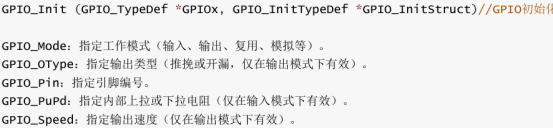 GPIO_Init (GPIO_TypeDef *GPIOx, GPIO_InitTypeDef *GPIO_InitStruct)//GPIO初始化
GPIO_Mode：指定工作模式（输入、输出、复用、模拟等）。
GPIO_OType：指定输出类型（推挽或开漏，仅在输出模式下有效）。
GPIO_Pin：指定引脚编号。
GPIO_PuPd：指定内部上拉或下拉电阻（仅在输入模式下有效）。
GPIO_Speed：指定输出速度（仅在输出模式下有效）。